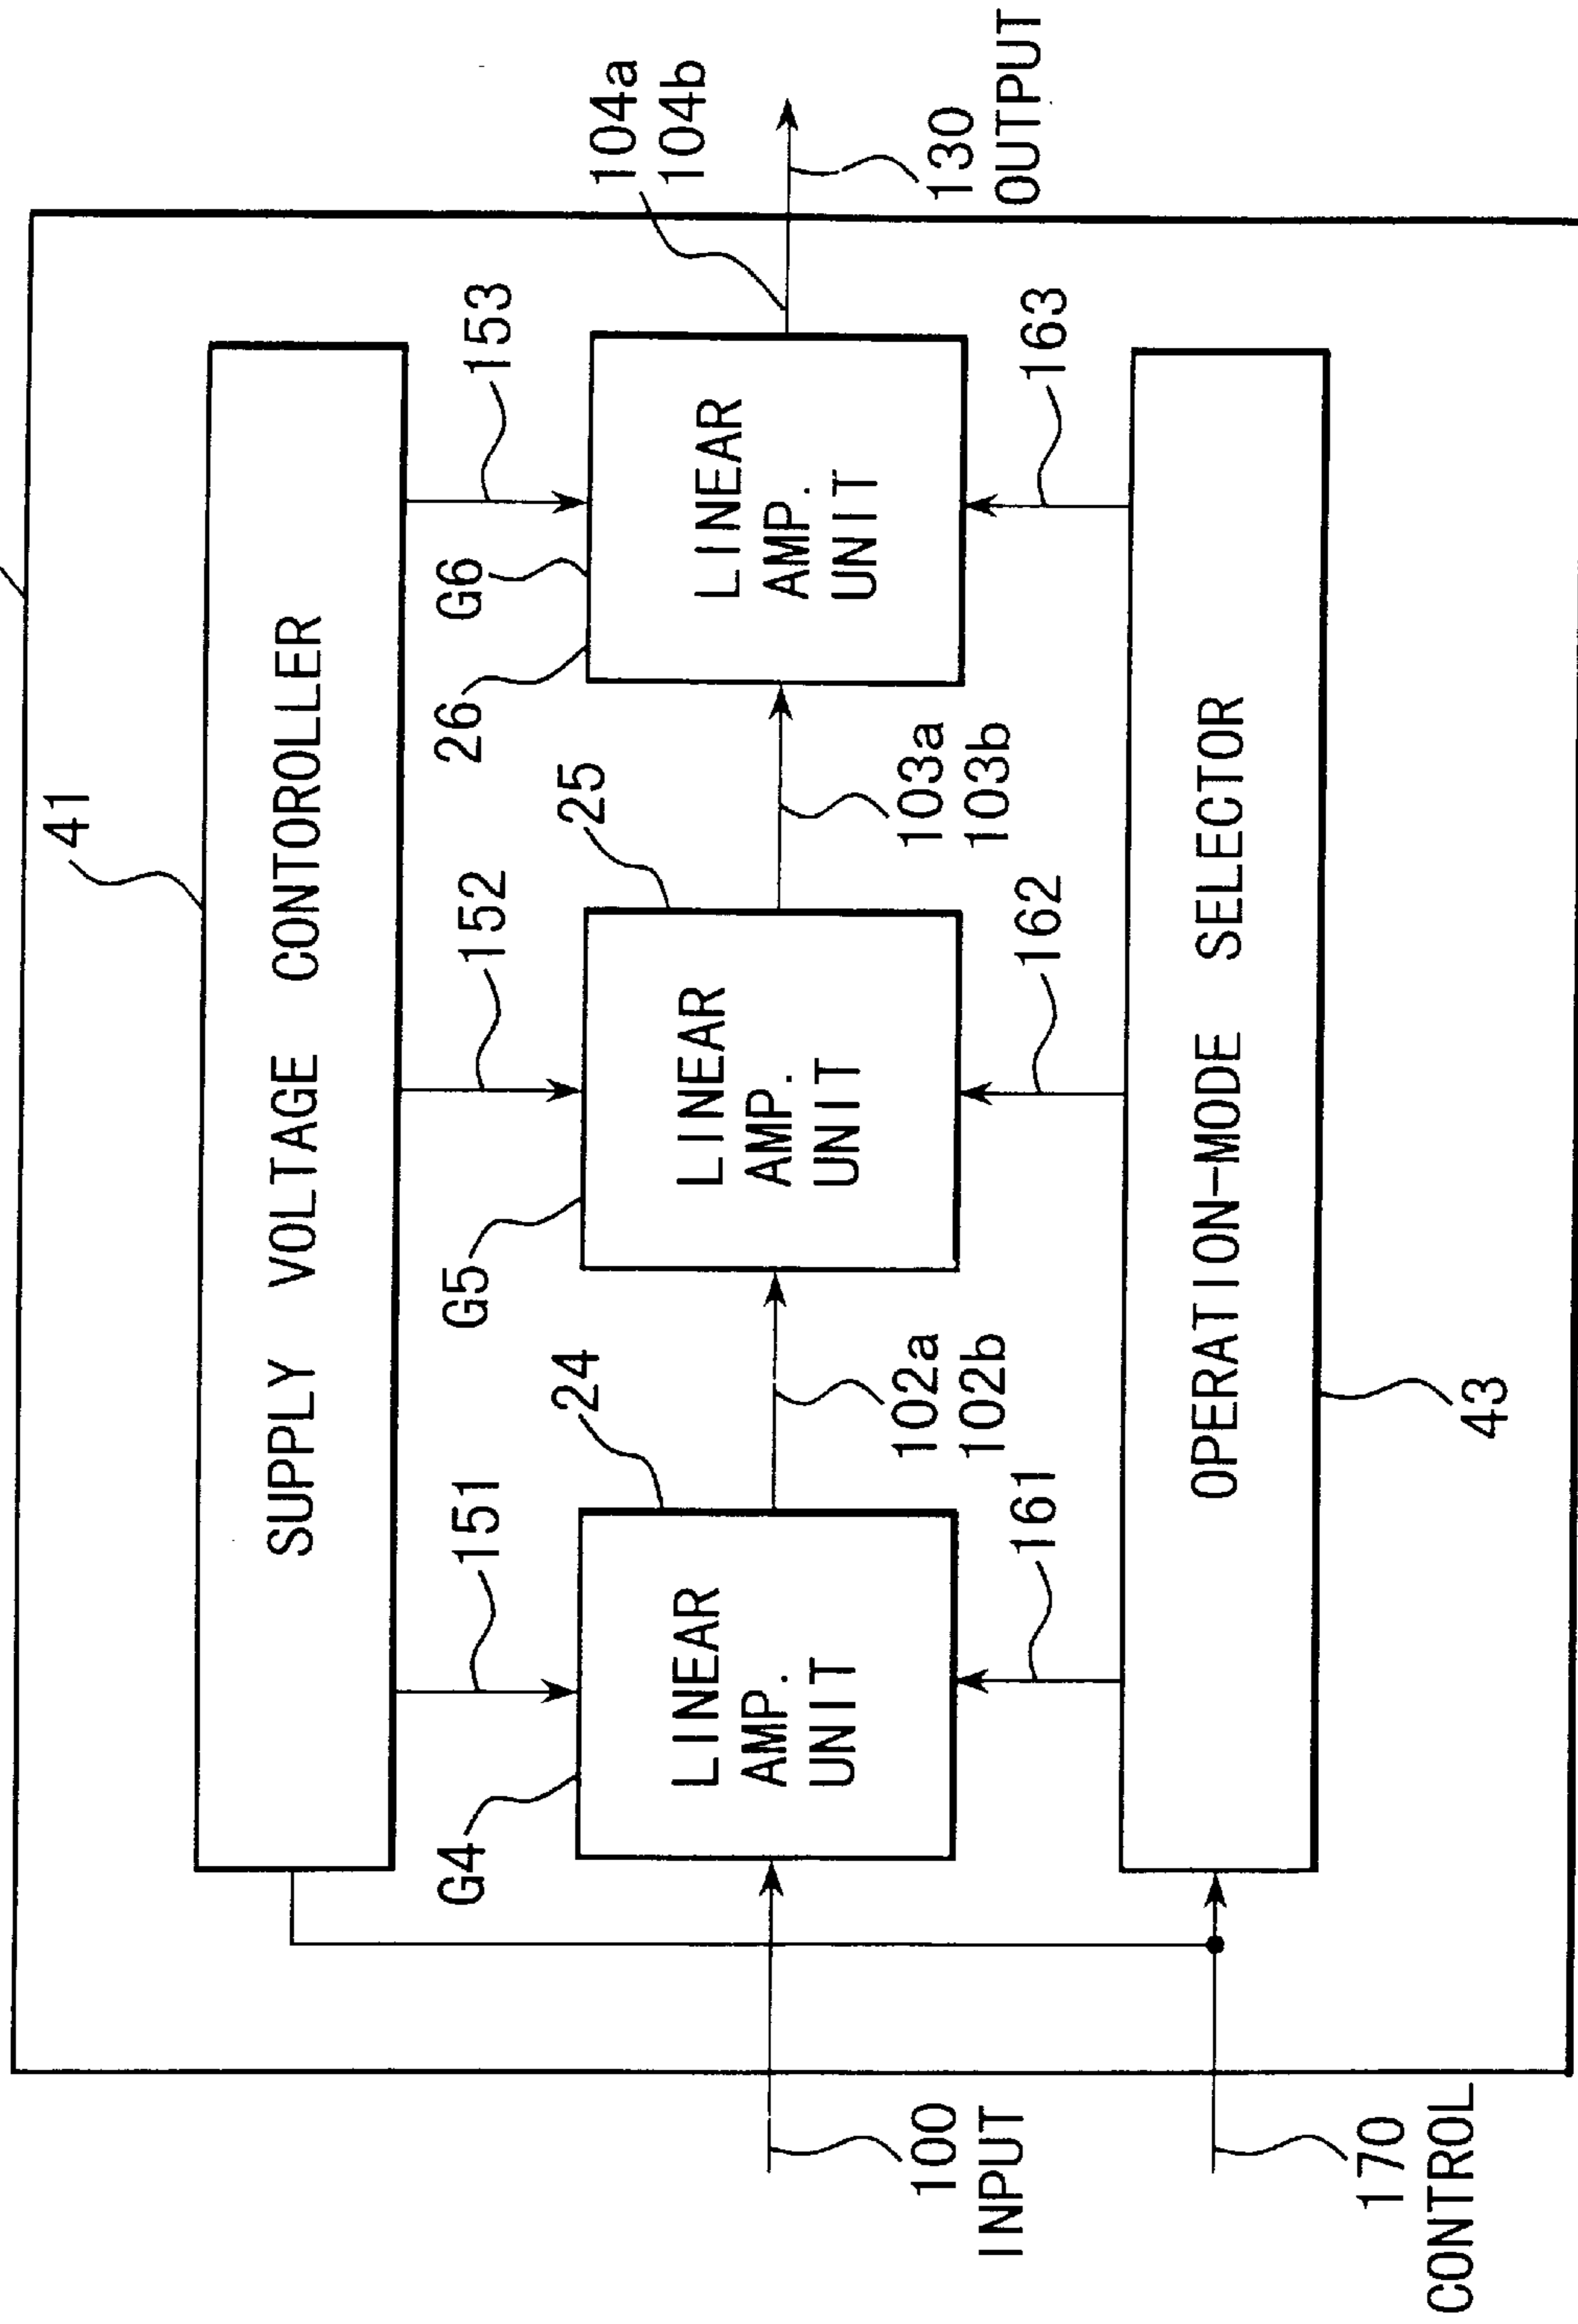 41
SUPPLY VOLTAGE CONTOROLLER
151
152
153
G4
24
G5
25
26
G6
LINEAR
AMP.
UNIT
LINEAR
AMP.
UNIT
LINEAR
AMP.
UNIT
104a
104b
100
INPUT
102a
102b
103a
103b
130
OUTPUT
161
162
163
OPERATION-MODE SELECTOR
170
CONTROL
43